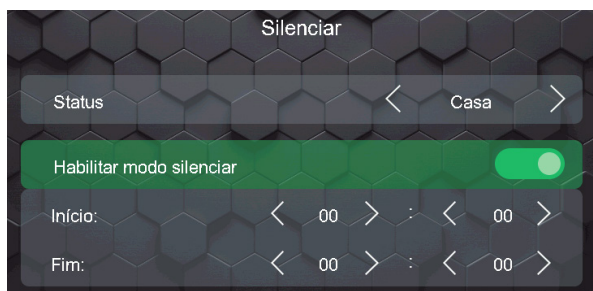 Silenciar
Status < Casa >
Habilitar modo silenciar
Início: < 00 > : < 00 >
Fim: < 00 > : < 00 >